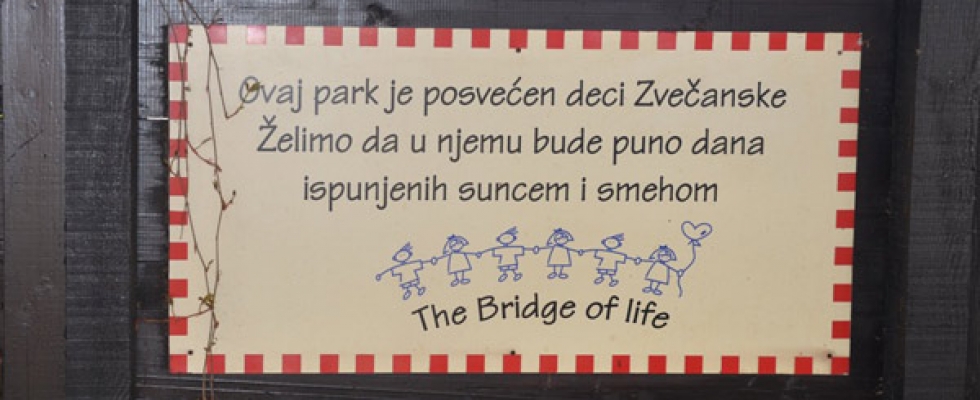 Ovaj park je posvećen deci Zvečanske
Želimo da u njemu bude puno dana
ispunjenih suncem i smehom
The Bridge of life